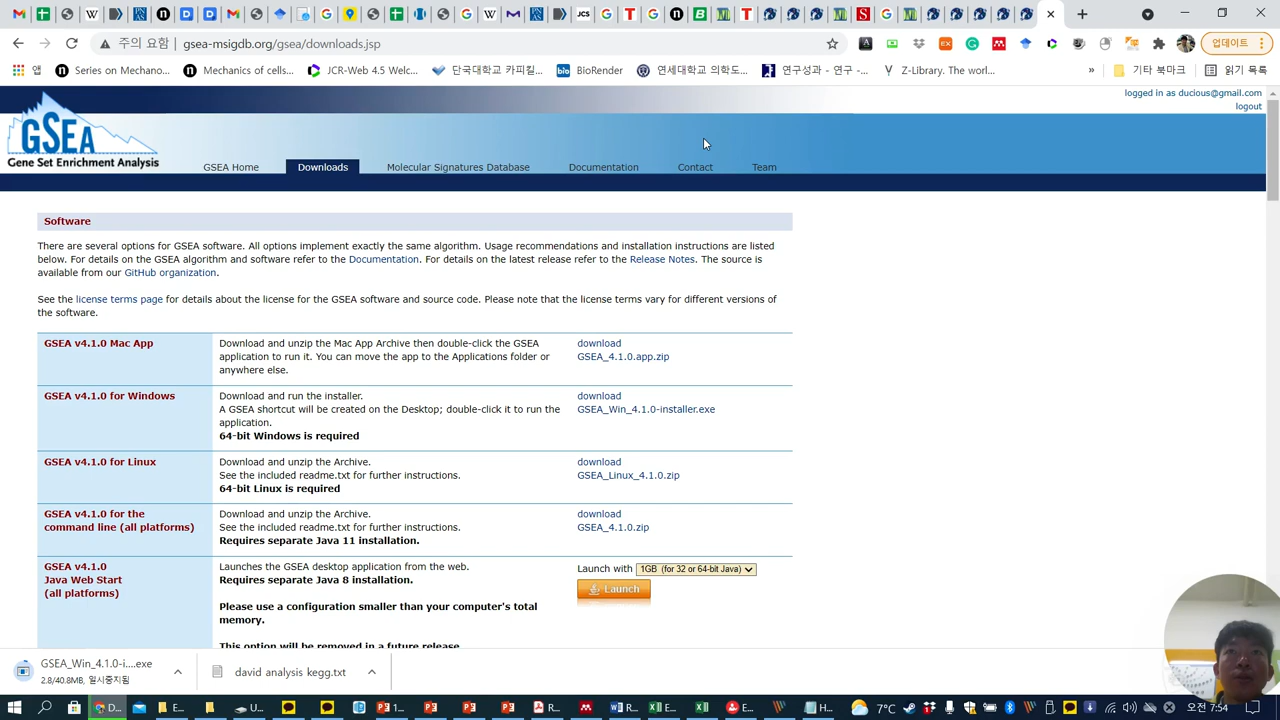 주의 요함
gsea-msigdb.org/gsea/downloads.jsp
업데이트
앱
Series on Mechano...
Mechanics of cells...
JCR-Web 4.5 Welc...
단국대학교 카피킬...
BioRender
연세대학교 의학도...
연구성과 - 연구 -...
Z-Library. The worl...
»
기타 북마크
읽기 목록
logged in as ducious@gmail.com
logout
GSEA
Gene Set Enrichment Analysis
GSEA Home
Downloads
Molecular Signatures Database
Documentation
Contact
Team
Software
There are several options for GSEA software. All options implement exactly the same algorithm. Usage recommendations and installation instructions are listed
below. For details on the GSEA algorithm and software refer to the Documentation. For details on the latest release refer to the Release Notes. The source is
available from our GitHub organization.
See the license terms page for details about the license for the GSEA software and source code. Please note that the license terms vary for different versions of
the software.
GSEA v4.1.0 Mac App
Download and unzip the Mac App Archive then double-click the GSEA
application to run it. You can move the app to the Applications folder or
anywhere else.
download
GSEA_4.1.0.app.zip
GSEA v4.1.0 for Windows
Download and run the installer.
A GSEA shortcut will be created on the Desktop; double-click it to run the
application.
64-bit Windows is required
download
GSEA_Win_4.1.0-installer.exe
GSEA v4.1.0 for Linux
Download and unzip the Archive.
See the included readme.txt for further instructions.
64-bit Linux is required
download
GSEA_Linux_4.1.0.zip
GSEA v4.1.0 for the
command line (all platforms)
Download and unzip the Archive.
See the included readme.txt for further instructions.
Requires separate Java 11 installation.
download
GSEA_4.1.0.zip
GSEA v4.1.0
Java Web Start
(all platforms)
Launches the GSEA desktop application from the web.
Requires separate Java 8 installation.
Please use a configuration smaller than your computer's total
memory.
This option will be removed in a future release
Launch with
1GB (for 32 or 64-bit Java)
Launch
GSEA_Win_4.1.0-i....exe
2.8/40.8MB, 일시중지됨
david analysis kegg.txt
D...
E...
U...
1...
R...
W R...
E...
E...
E...
H...
7°C
오전 7:54